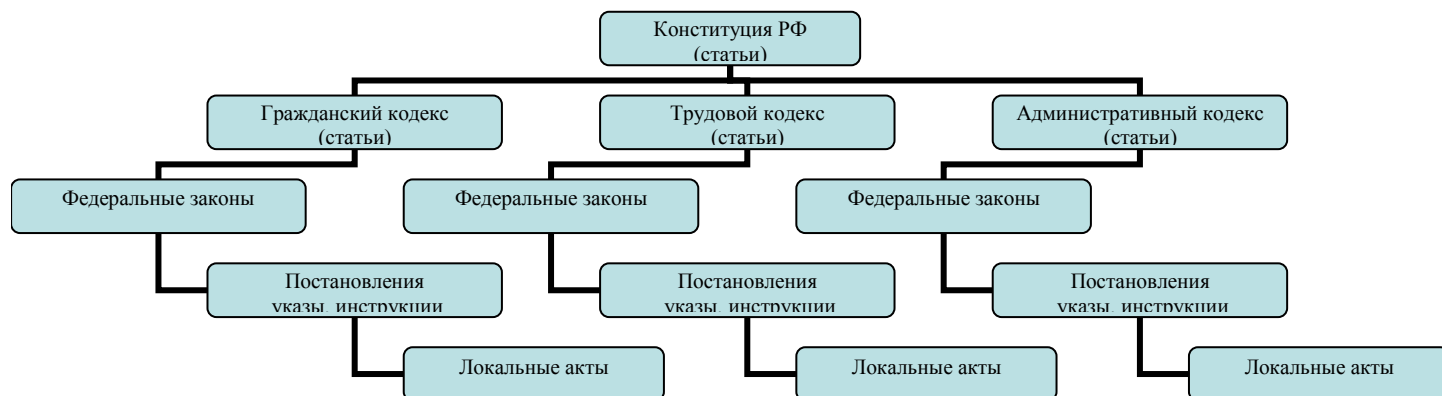 Конституция РФ
(статьи)
Гражданский кодекс
(статьи)
Трудовой кодекс
(статьи)
Административный кодекс
(статьи)
Федеральные законы
Федеральные законы
Федеральные законы
Постановления
указы, инструкции
Постановления
указы, инструкции
Постановления
указы, инструкции
Локальные акты
Локальные акты
Локальные акты